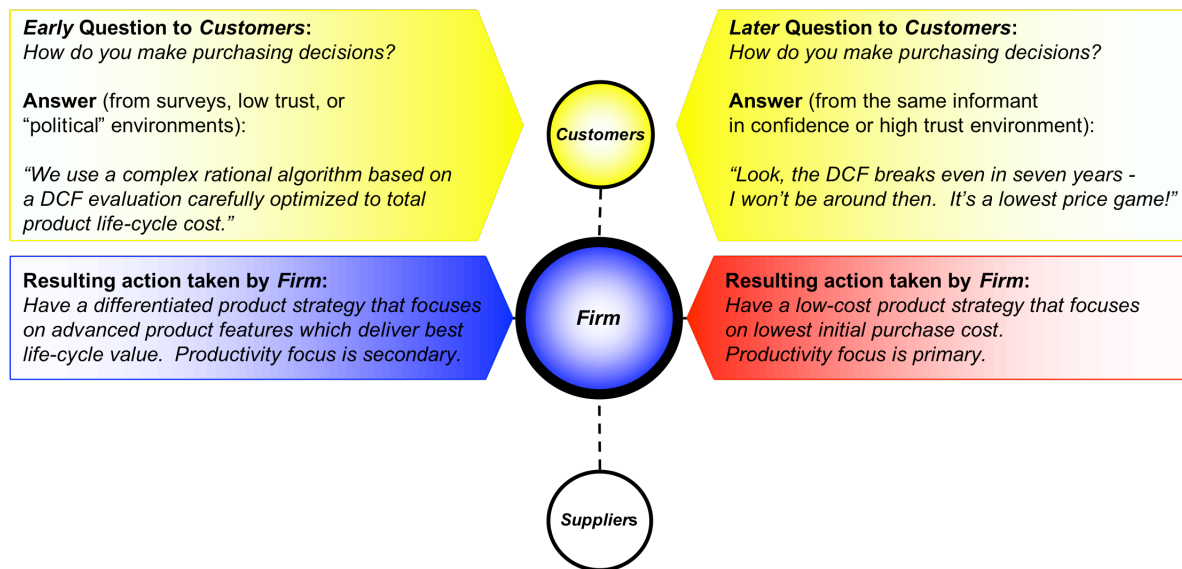 Early Question to Customers:
How do you make purchasing decisions?
Answer (from surveys, low trust, or
“political” environments):
“We use a complex rational algorithm based on
a DCF evaluation carefully optimized to total
product life-cycle cost.”
Customers
Later Question to Customers:
How do you make purchasing decisions?
Answer (from the same informant
in confidence or high trust environment):
“Look, the DCF breaks even in seven years -
I won’t be around then.  It’s a lowest price game!”
Resulting action taken by Firm:
Have a differentiated product strategy that focuses
on advanced product features which deliver best
life-cycle value.  Productivity focus is secondary.
Firm
Resulting action taken by Firm:
Have a low-cost product strategy that focuses
on lowest initial purchase cost.
Productivity focus is primary.
Suppliers